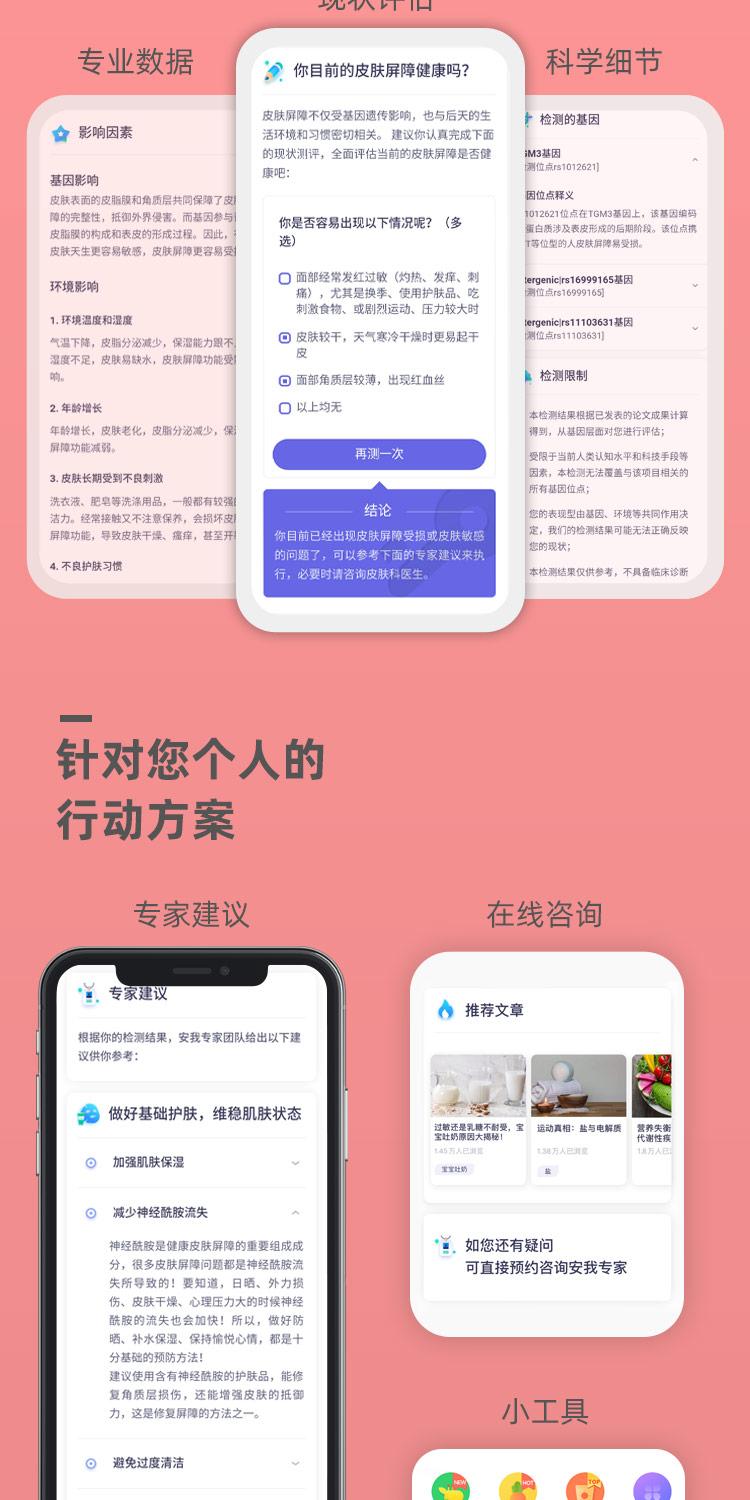 现状评估
专业数据
科学细节
影响因素
基因影响
皮肤表面的皮脂膜和角质层共同保障了皮
障的完整性，抵御外界侵害。而基因参与
皮脂膜的构成和表皮的形成过程。因此，
皮肤天生更容易敏感，皮肤屏障更容易受
环境影响
1. 环境温度和湿度
气温下降，皮脂分泌减少，保湿能力跟不
湿度不足，皮肤易缺水，皮肤屏障功能受
响。
2. 年龄增长
年龄增长，皮肤老化，皮脂分泌减少，保
屏障功能减弱。
3. 皮肤长期受到不良刺激
洗衣液、肥皂等洗涤用品，一般都有较强
洁力。经常接触又不注意保养，会损坏皮
屏障功能，导致皮肤干燥、瘙痒，甚至开
4. 不良护肤习惯
你目前的皮肤屏障健康吗？
皮肤屏障不仅受基因遗传影响，也与后天的生
活环境和习惯密切相关。 建议你认真完成下面
的现状测评，全面评估当前的皮肤屏障是否健
康吧：
你是否容易出现以下情况呢？（多
选）
面部经常发红过敏（灼热、发痒、刺
痛），尤其是换季、使用护肤品、吃
刺激食物、或剧烈运动、压力较大时
皮肤较干，天气寒冷干燥时更易起干
皮
面部角质层较薄，出现红血丝
以上均无
再测一次
结论
你目前已经出现皮肤屏障受损或皮肤敏感
的问题了，可以参考下面的专家建议来执
行，必要时请咨询皮肤科医生。
检测的基因
GM3基因
测位点rs1012621]
因位点释义
1012621位点在TGM3基因上，该基因编码
蛋白质涉及表皮形成的后期阶段。该位点携
T等位型的人皮肤屏障易受损。
tergenic|rs16999165基因
测位点rs16999165]
tergenic|rs11103631基因
测位点rs11103631]
检测限制
本检测结果根据已发表的论文成果计算
得到，从基因层面对您进行评估；
受限于当前人类认知水平和科技手段等
因素，本检测无法覆盖与该项目相关的
所有基因位点；
您的表现型由基因、环境等共同作用决
定，我们的检测结果可能无法正确反映
您的现状；
本检测结果仅供参考，不具备临床诊断
针对您个人的
行动方案
专家建议
在线咨询
专家建议
根据你的检测结果，安我专家团队给出以下建
议供你参考：
做好基础护肤，维稳肌肤状态
加强肌肤保湿
减少神经酰胺流失
神经酰胺是健康皮肤屏障的重要组成成
分，很多皮肤屏障问题都是神经酰胺流
失所导致的！要知道，日晒、外力损
伤、皮肤干燥、心理压力大的时候神经
酰胺的流失也会加快！所以，做好防
晒、补水保湿、保持愉悦心情，都是十
分基础的预防方法！
建议使用含有神经酰胺的护肤品，能修
复角质层损伤，还能增强皮肤的抵御
力，这是修复屏障的方法之一。
避免过度清洁
推荐文章
过敏还是乳糖不耐受，宝
宝吐奶原因大揭秘！
1.45 万人已浏览
宝宝吐奶
运动真相：盐与电解质
1.38 万人已浏览
盐
营养失衡
代谢性疾
1.8 万人已
如您还有疑问
可直接预约咨询安我专家
小工具
NEW
HOT
TOP